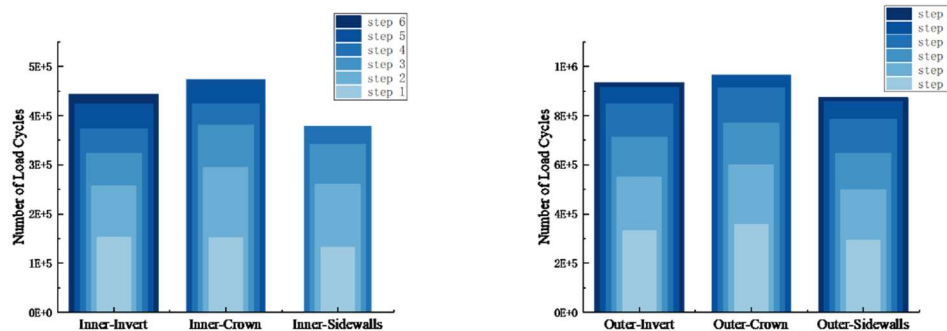 step 6
step 5
step 4
step 3
step 2
step 1
5E+5
4E+5
3E+5
2E+5
1E+5
0E+0
Number of Load Cycles
Inner-Invert Inner-Crown Inner-Sidewalls
step
step
step
step
step
step
1E+6
8E+5
6E+5
4E+5
2E+5
0E+0
Number of Load Cycles
Outer-Invert Outer-Crown Outer-Sidewalls